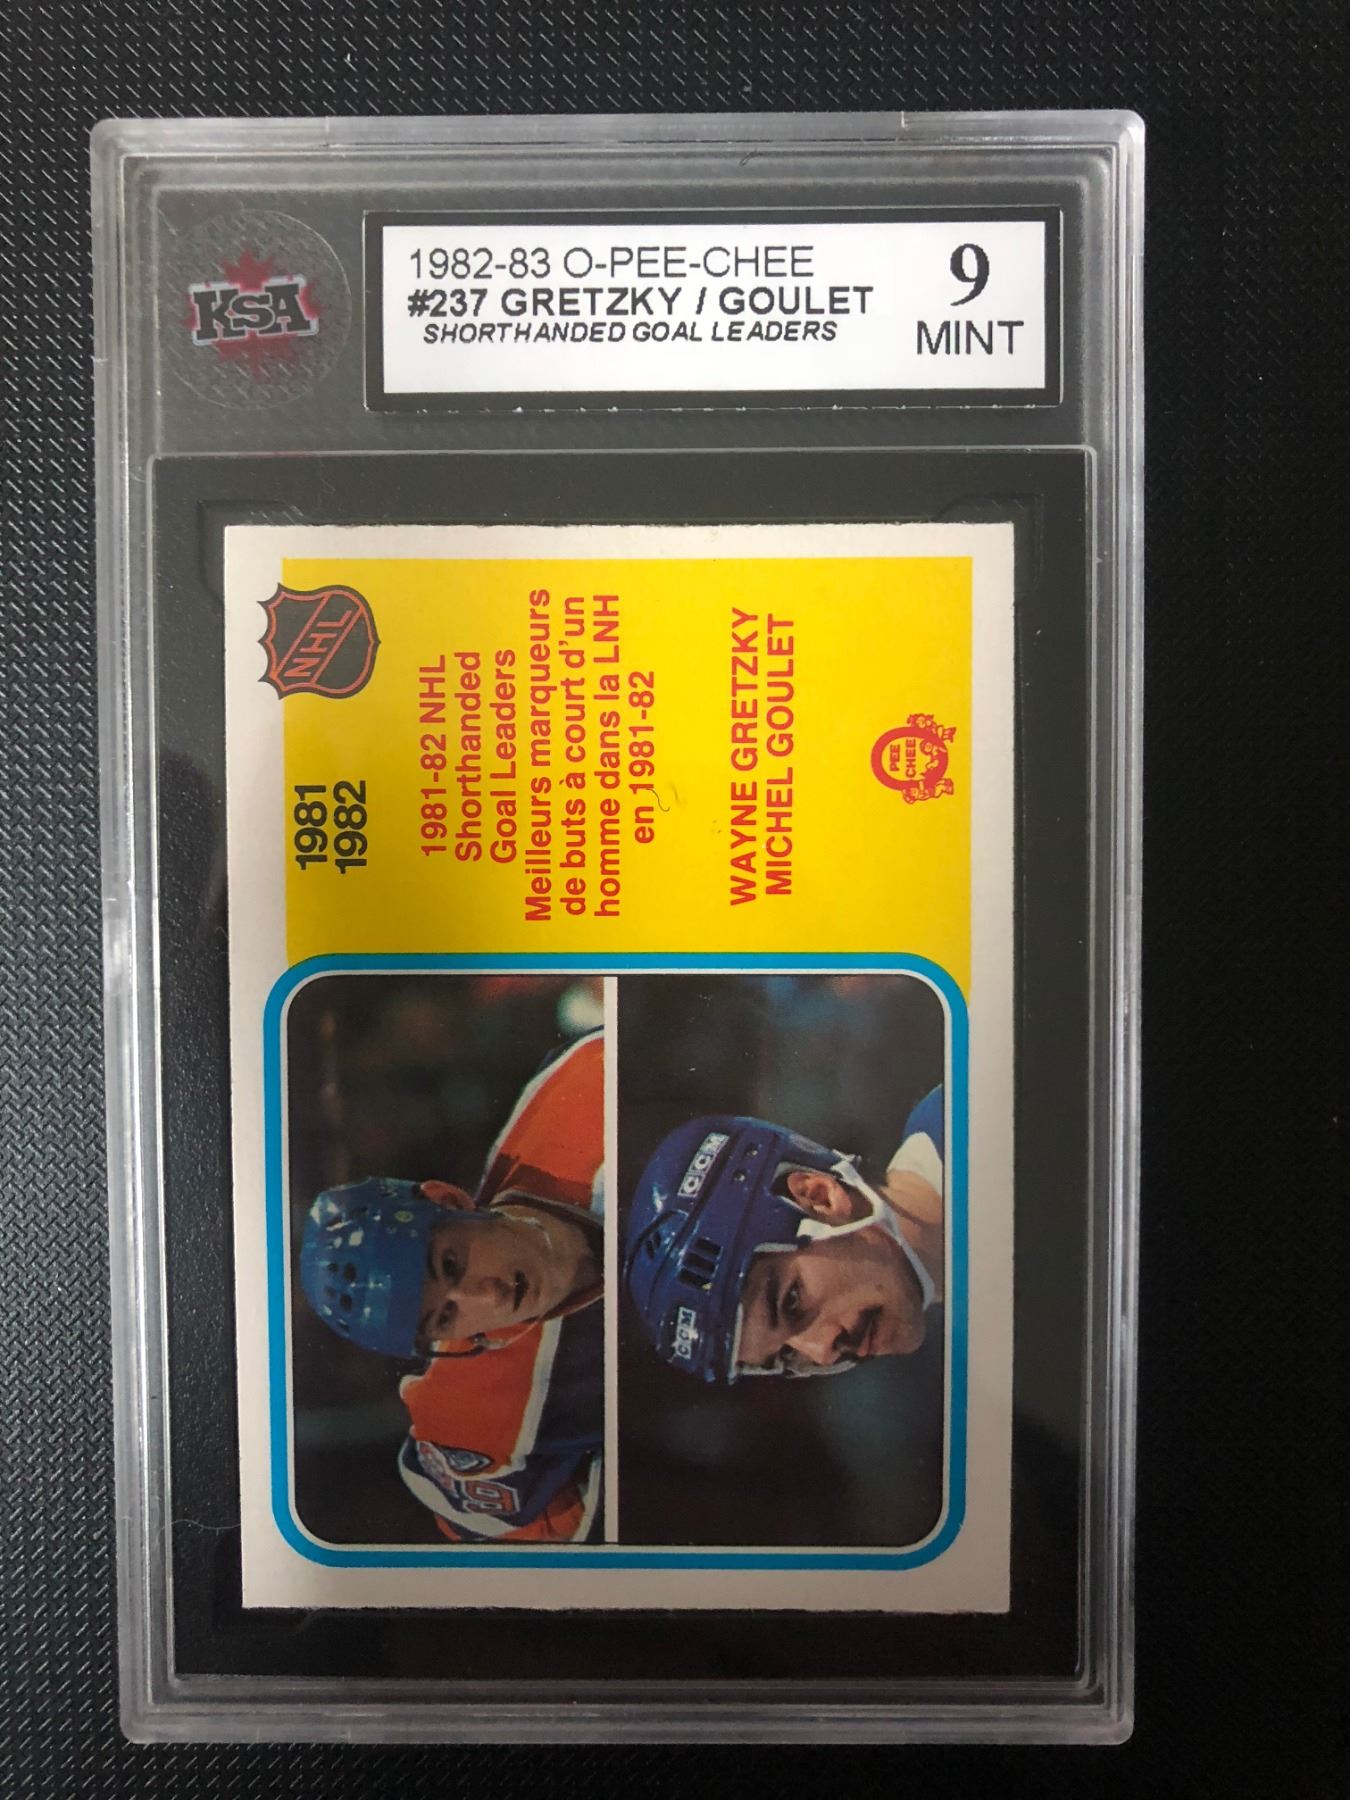 KSA
1982-83 O-PEE-CHEE
#237 GRETZKY / GOULET
SHORTHANDED GOAL LEADERS
9
MINT
NHL
1981
1982
1981-82 NHL
Shorthanded
Goal Leaders
Meilleurs marqueurs
de buts à court d'un
homme dans la LNH
en 1981-82
WAYNE GRETZKY
MICHEL GOULET
O
PEE
CHEE
CCM
CCM